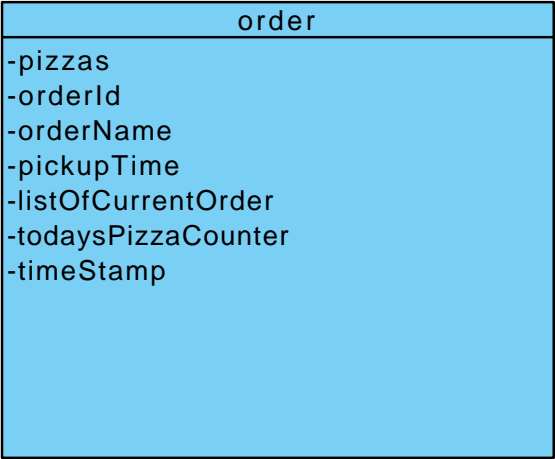 order
-pizzas
-orderId
-orderName
-pickupTime
-listOfCurrentOrder
-todaysPizzaCounter
-timeStamp